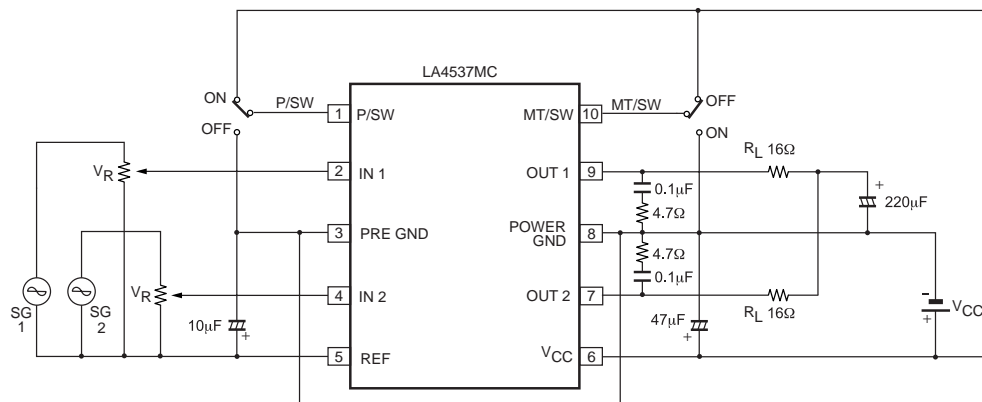 LA4537MC
ON
P/SW
OFF
1
P/SW
MT/SW
10
MT/SW
OFF
ON
VR
2
IN 1
OUT 1
9
RL 16Ω
0.1µF
4.7Ω
+
220µF
3
PRE GND
POWER
GND
8
4.7Ω
0.1µF
SG
1
SG
2
VR
4
IN 2
OUT 2
7
RL 16Ω
10µF
+
47µF
+
-
+
VCC
5
REF
VCC
6